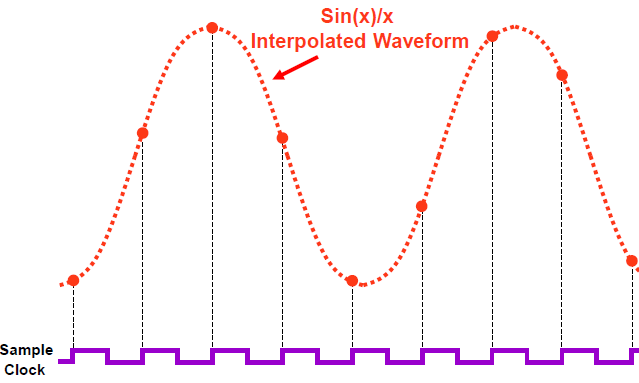 Sin(x)/x
Interpolated Waveform
Sample
Clock